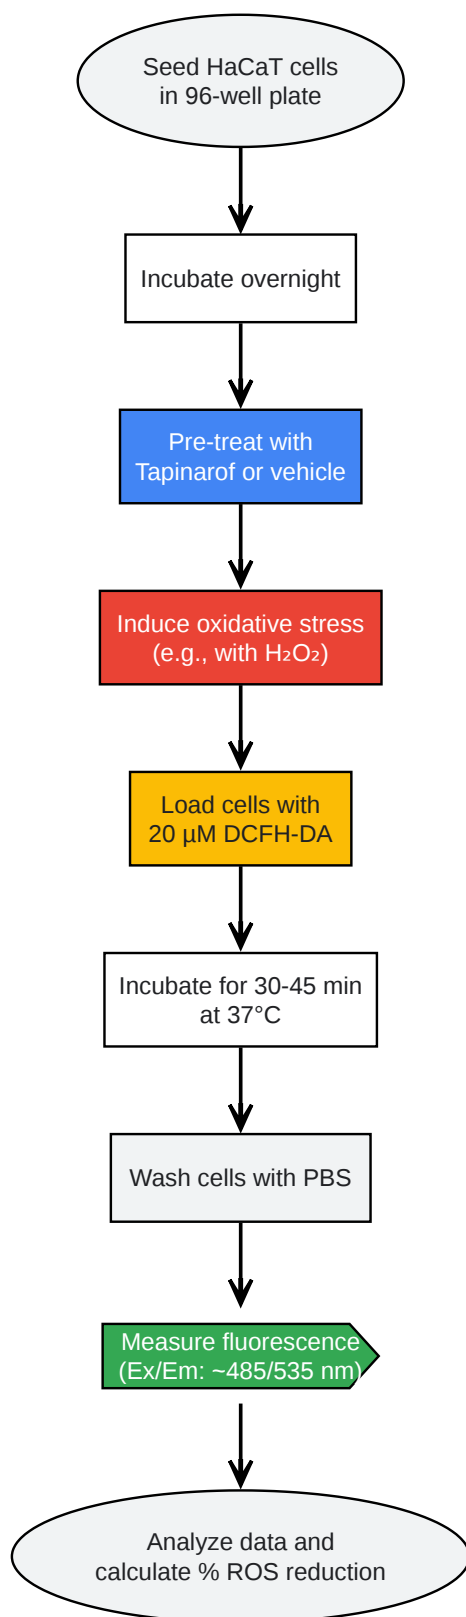 Seed HaCaT cells
in 96-well plate
Incubate overnight
Pre-treat with
Tapinarof or vehicle
Induce oxidative stress
(e.g., with H₂O₂)
Load cells with
20 µM DCFH-DA
Incubate for 30-45 min
at 37°C
Wash cells with PBS
Measure fluorescence
(Ex/Em: ~485/535 nm)
Analyze data and
calculate % ROS reduction